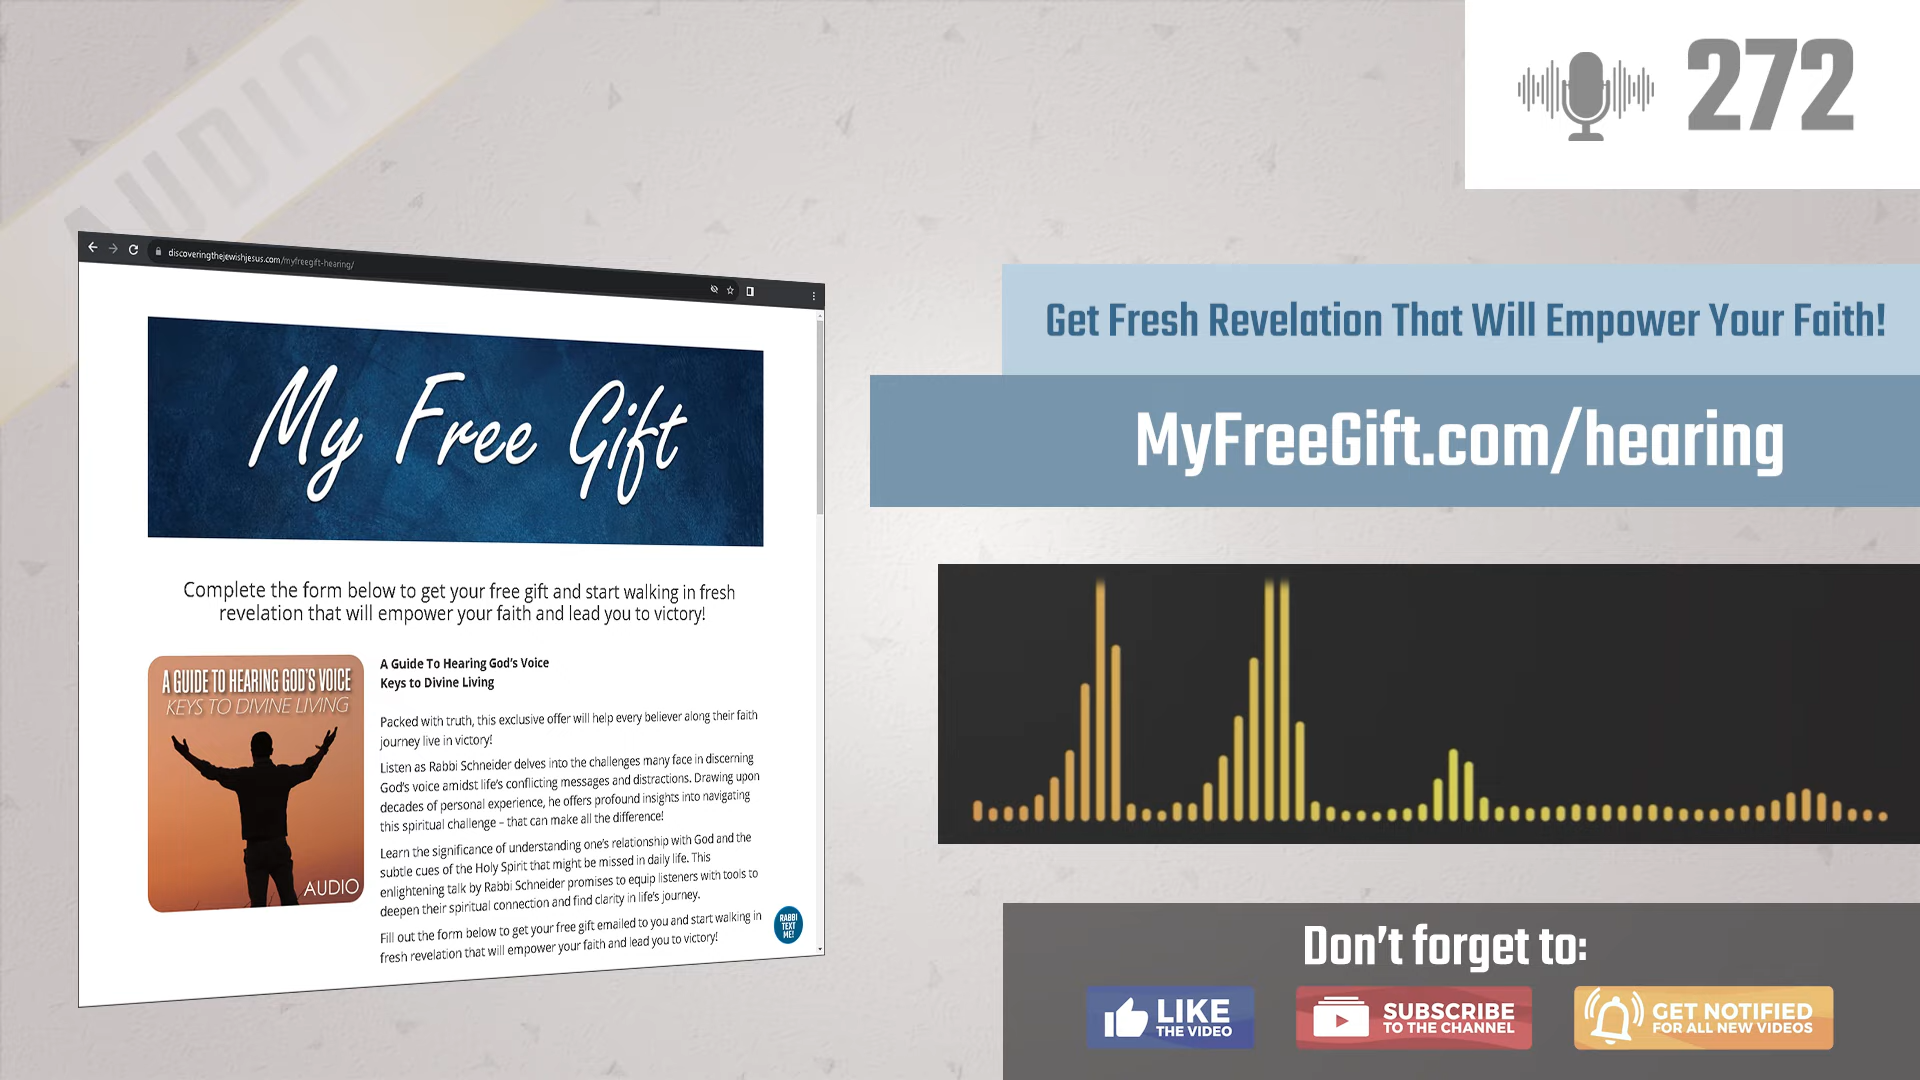 AUDIO
272
discoveringthejewishjesus.com/myfreegift-hearing/
My Free Gift
Complete the form below to get your free gift and start walking in fresh
revelation that will empower your faith and lead you to victory!
A GUIDE TO HEARING GOD'S VOICE
KEYS TO DIVINE LIVING
AUDIO
A Guide To Hearing God's Voice
Keys to Divine Living
Packed with truth, this exclusive offer will help every believer along their faith
journey live in victory!
Listen as Rabbi Schneider delves into the challenges many face in discerning
God's voice amidst life's conflicting messages and distractions. Drawing upon
decades of personal experience, he offers profound insights into navigating
this spiritual challenge – that can make all the difference!
Learn the significance of understanding one's relationship with God and the
subtle cues of the Holy Spirit that might be missed in daily life. This
enlightening talk by Rabbi Schneider promises to equip listeners with tools to
deepen their spiritual connection and find clarity in life's journey.
Fill out the form below to get your free gift emailed to you and start walking in
fresh revelation that will empower your faith and lead you to victory!
RABBI
TEXT
ME!
Get Fresh Revelation That Will Empower Your Faith!
MyFreeGift.com/hearing
Don't forget to:
LIKE
THE VIDEO
SUBSCRIBE
TO THE CHANNEL
GET NOTIFIED
FOR ALL NEW VIDEOS